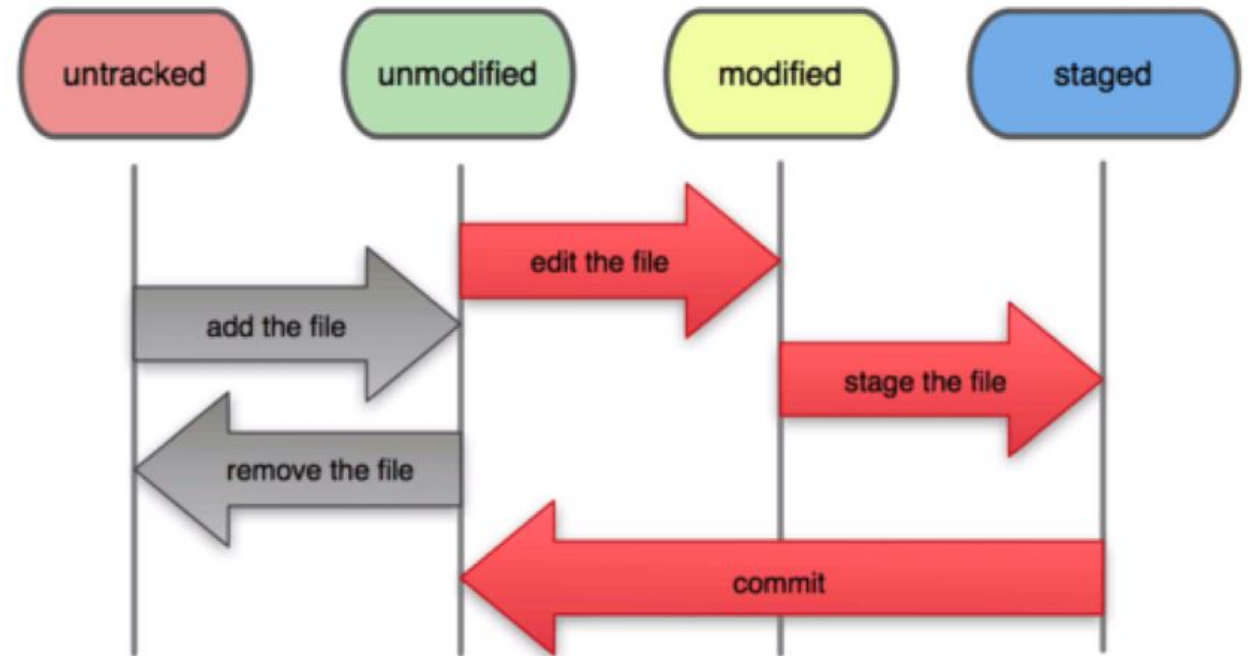 untracked
unmodified
modified
staged
edit the file
add the file
stage the file
remove the file
commit